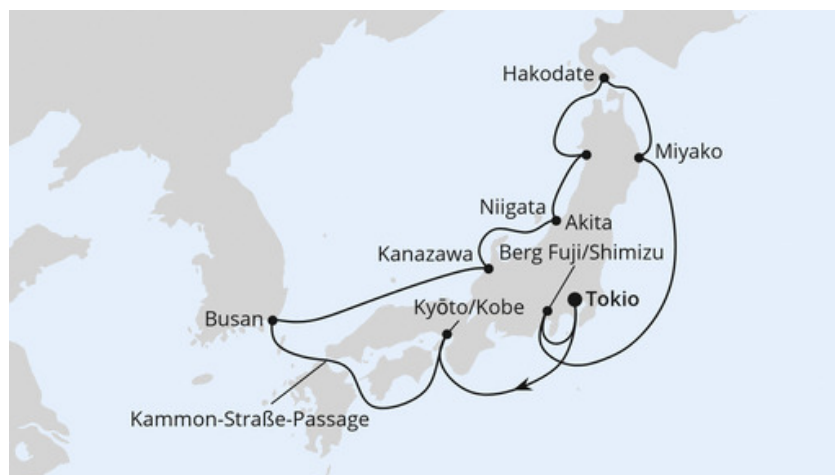 Hakodate
Miyako
Niigata
Akita
Kanazawa
Berg Fuji/Shimizu
Tokio
Kyōto/Kobe
Busan
Kammon-Straße-Passage